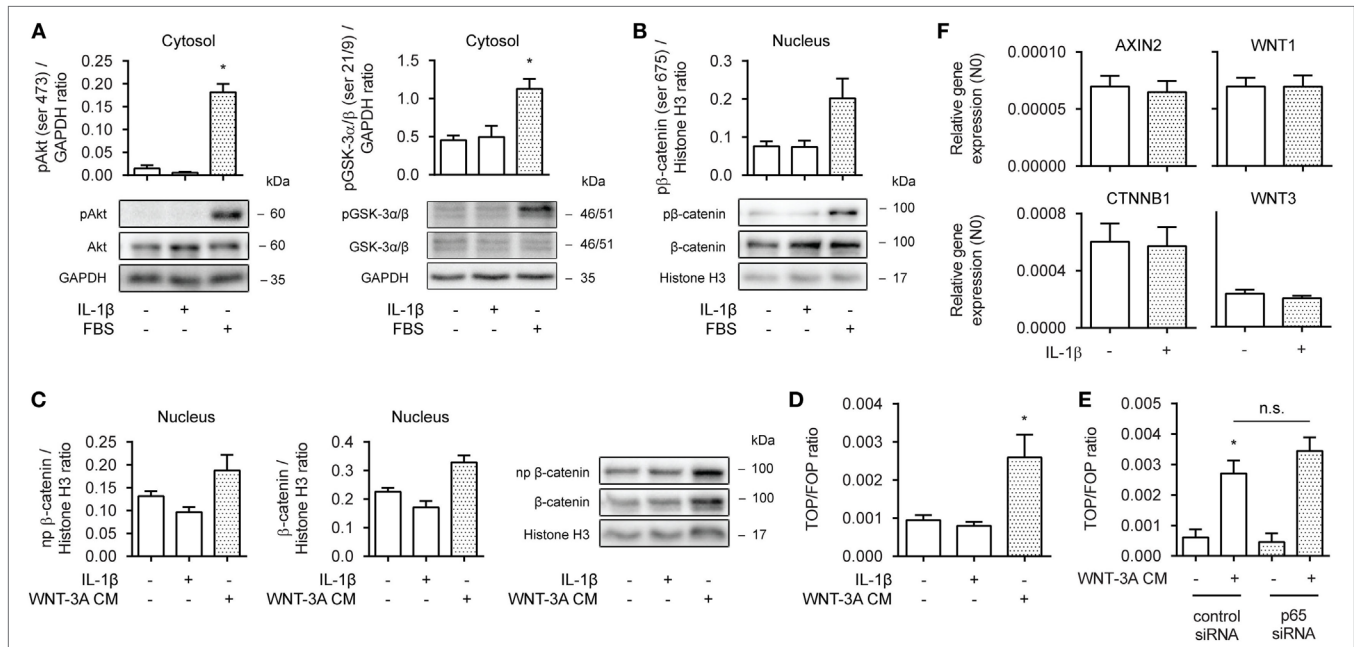 A
Cytosol
pAkt (ser 473) /
GAPDH ratio
0.25
0.20
0.15
0.10
0.05
0.00
*
- - -
kDa
pAkt – 60
Akt – 60
GAPDH – 35
IL-1β - + -
FBS - - +
Cytosol
pGSK-3α/β (ser 21/9) /
GAPDH ratio
1.5
1.0
0.5
0.0
*
- - -
kDa
pGSK-3α/β – 46/51
GSK-3α/β – 46/51
GAPDH – 35
IL-1β - + -
FBS - - +
B
Nucleus
pβ-catenin (ser 675) /
Histone H3 ratio
0.3
0.2
0.1
0.0
- - -
kDa
pβ-catenin – 100
β-catenin – 100
Histone H3 – 17
IL-1β - + -
FBS - - +
F
AXIN2
WNT1
Relative gene
expression (N0)
0.00010
0.00005
0.00000
CTNNB1
WNT3
Relative gene
expression (N0)
0.0008
0.0004
0.0000
IL-1β - + - +
C
Nucleus
np β-catenin /
Histone H3 ratio
0.25
0.20
0.15
0.10
0.05
0.00
IL-1β - + -
WNT-3A CM - - +
Nucleus
β-catenin /
Histone H3 ratio
0.4
0.3
0.2
0.1
0.0
IL-1β - + -
WNT-3A CM - - +
kDa
np β-catenin – 100
β-catenin – 100
Histone H3 – 17
IL-1β - + -
WNT-3A CM - - +
D
TOP/FOP ratio
0.004
0.003
0.002
0.001
0.000
*
IL-1β - + -
WNT-3A CM - - +
E
TOP/FOP ratio
0.005
0.004
0.003
0.002
0.001
0.000
n.s.
*
WNT-3A CM - + - +
control
siRNA
p65
siRNA